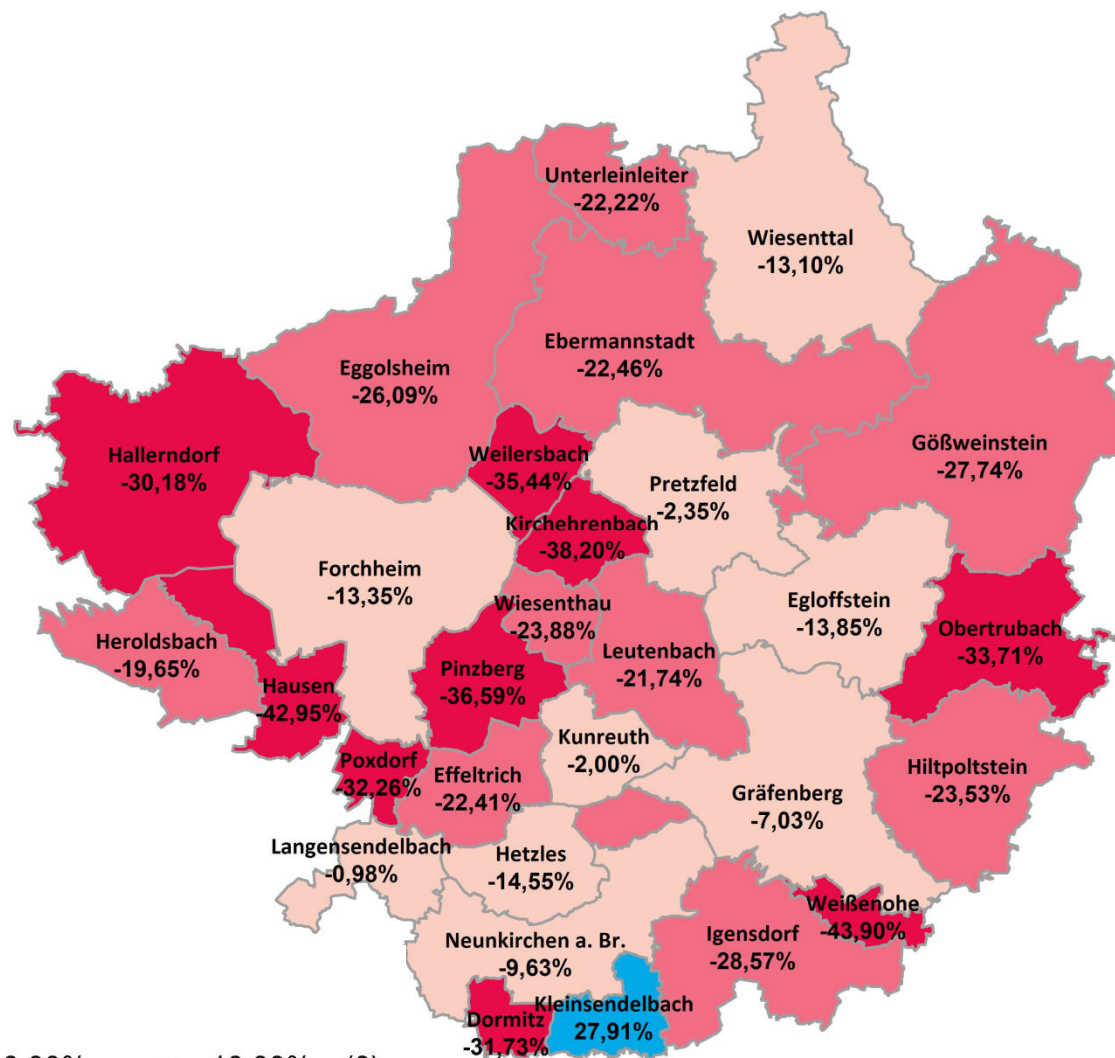 Unterleinleiter
-22,22%
Wiesenttal
-13,10%
Ebermannstadt
-22,46%
Eggolsheim
-26,09%
Gößweinstein
-27,74%
Hallerndorf
-30,18%
Weilersbach
-35,44%
Pretzfeld
-2,35%
Kirchehrenbach
-38,20%
Forchheim
-13,35%
Wiesenthau
-23,88%
Egloffstein
-13,85%
Obertrubach
-33,71%
Heroldsbach
-19,65%
Leutenbach
-21,74%
Hausen
-42,95%
Pinzberg
-36,59%
Kunreuth
-2,00%
Poxdorf
-32,26%
Effeltrich
-22,41%
Hiltpoltstein
-23,53%
Gräfenberg
-7,03%
Langensendelbach
-0,98%
Hetzles
-14,55%
Weißenohe
-43,90%
Neunkirchen a. Br.
-9,63%
Igensdorf
-28,57%
Kleinsendelbach
27,91%
Dormitz
-31,73%